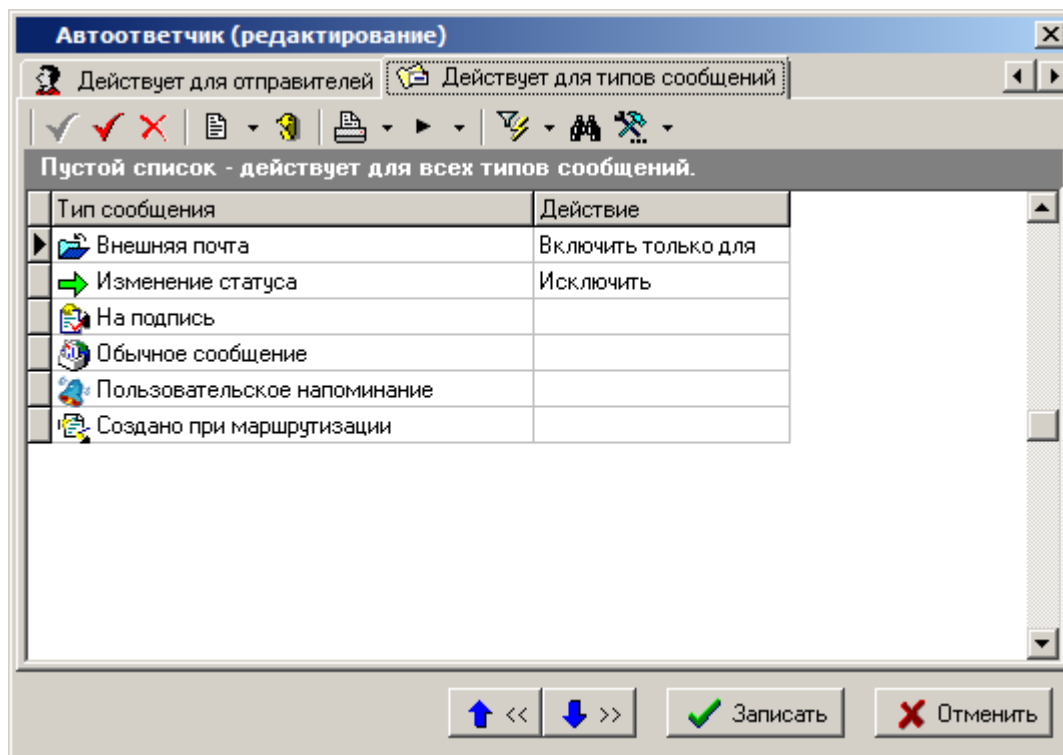 Автоответчик (редактирование)
Действует для отправителей Действует для типов сообщений
Пустой список - действует для всех типов сообщений.
Тип сообщения Действие
Внешняя почта Включить только для
Изменение статуса Исключить
На подпись
Обычное сообщение
Пользовательское напоминание
Создано при маршрутизации
<< >> Записать Отменить